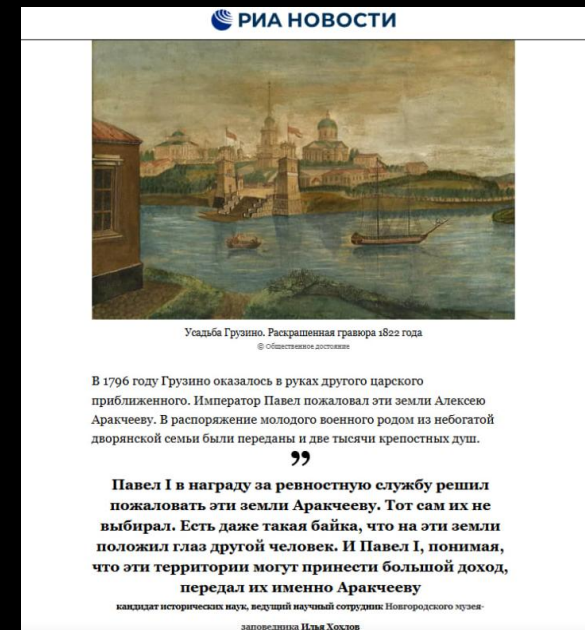 РИА НОВОСТИ
Усадьба Грузино. Раскрашенная гравюра 1822 года
© Общественное достояние
В 1796 году Грузино оказалось в руках другого царского
приближенного. Император Павел пожаловал эти земли Алексею
Аракчееву. В распоряжение молодого военного родом из небогатой
дворянской семьи были переданы и две тысячи крепостных душ.
”
Павел I в награду за ревностную службу решил
пожаловать эти земли Аракчееву. Тот сам их не
выбирал. Есть даже такая байка, что на эти земли
положил глаз другой человек. И Павел I, понимая,
что эти территории могут принести большой доход,
передал их именно Аракчееву
кандидат исторических наук, ведущий научный сотрудник Новгородского музея-
заповедника Илья Хохлов